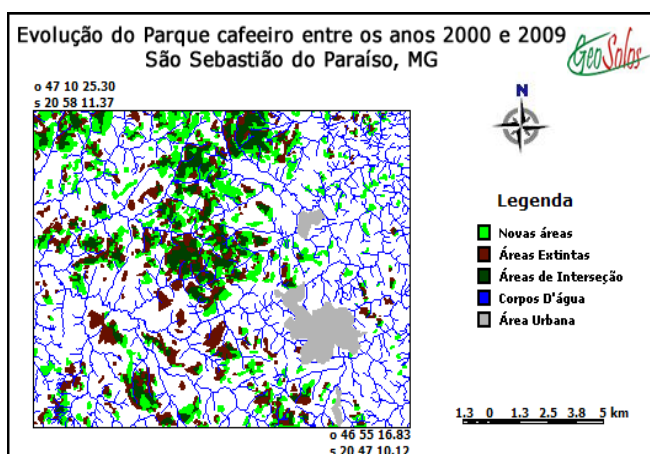 Evolução do Parque cafeeiro entre os anos 2000 e 2009
São Sebastião do Paraíso, MG
GeoSolos
o 47 10 25.30
s 20 58 11.37
N
Legenda
Novas áreas
Áreas Extintas
Áreas de Interseção
Corpos D'água
Área Urbana
1.3 0 1.3 2.5 3.8 5 km
o 46 55 16.83
s 20 47 10.12